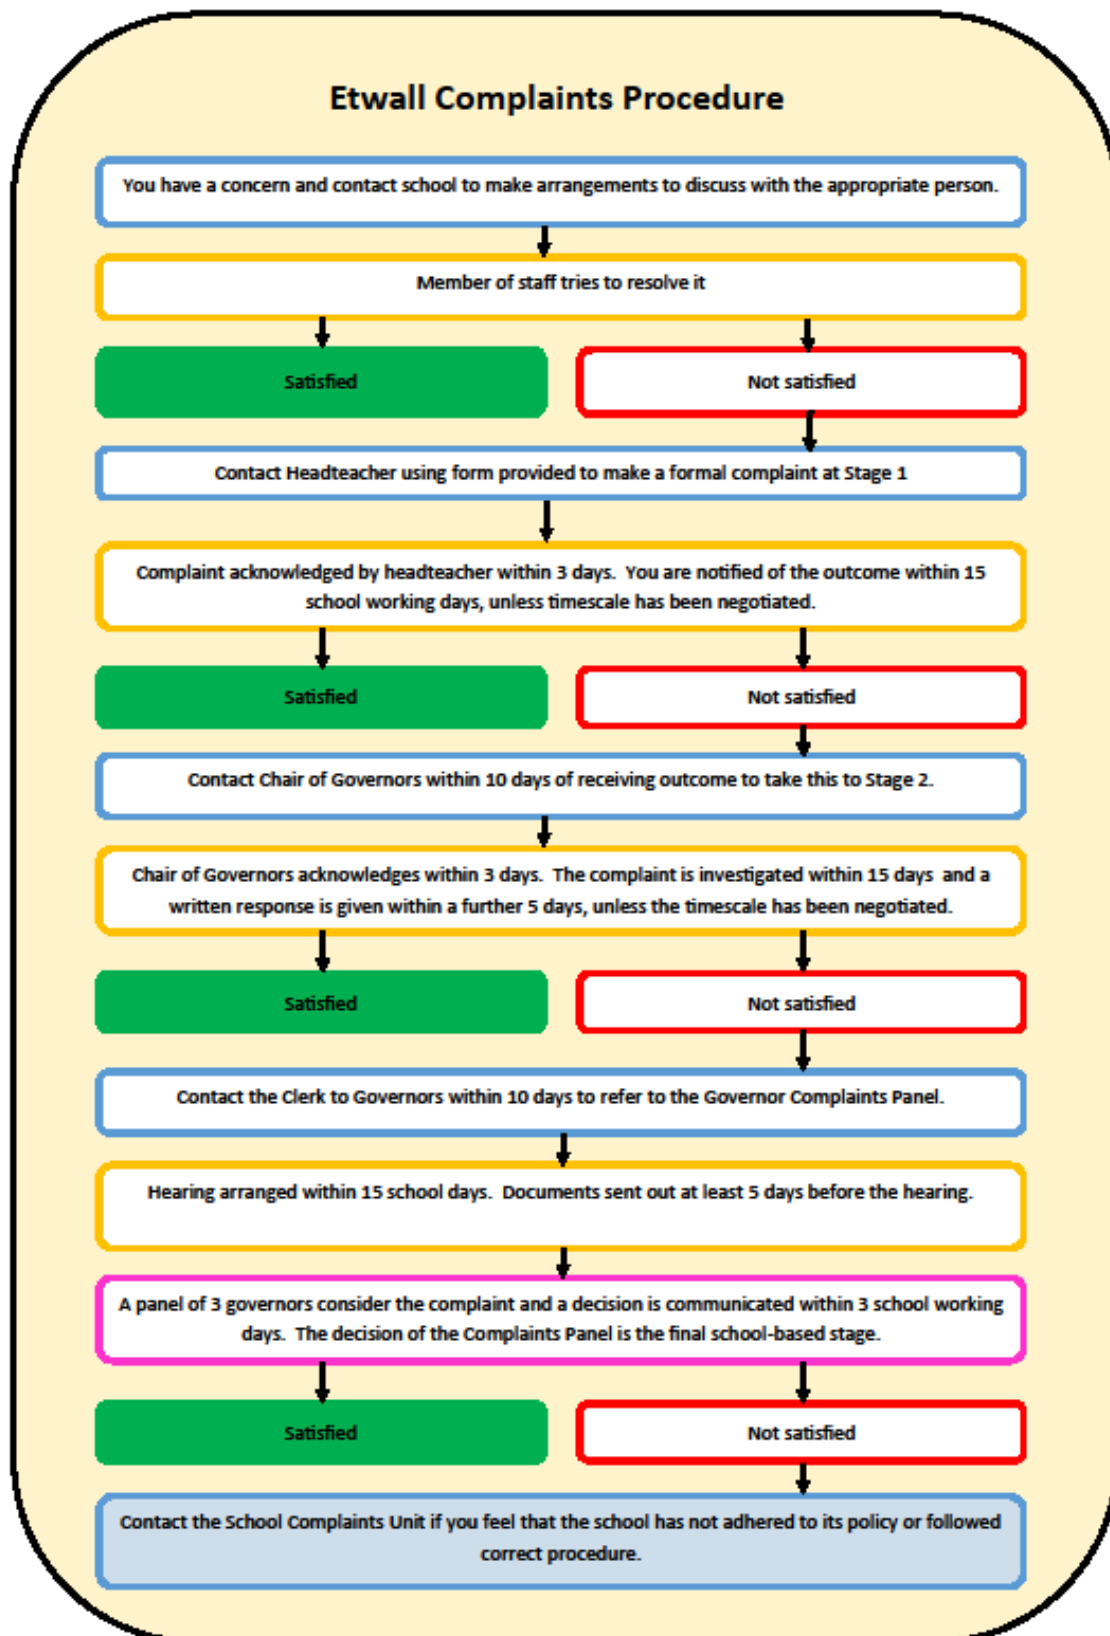 Etwall Complaints Procedure
You have a concern and contact school to make arrangements to discuss with the appropriate person.
Member of staff tries to resolve it
Satisfied
Not satisfied
Contact Headteacher using form provided to make a formal complaint at Stage 1
Complaint acknowledged by headteacher within 3 days.  You are notified of the outcome within 15
school working days, unless timescale has been negotiated.
Satisfied
Not satisfied
Contact Chair of Governors within 10 days of receiving outcome to take this to Stage 2.
Chair of Governors acknowledges within 3 days.  The complaint is investigated within 15 days  and a
written response is given within a further 5 days, unless the timescale has been negotiated.
Satisfied
Not satisfied
Contact the Clerk to Governors within 10 days to refer to the Governor Complaints Panel.
Hearing arranged within 15 school days.  Documents sent out at least 5 days before the hearing.
A panel of 3 governors consider the complaint and a decision is communicated within 3 school working
days.  The decision of the Complaints Panel is the final school-based stage.
Satisfied
Not satisfied
Contact the School Complaints Unit if you feel that the school has not adhered to its policy or followed
correct procedure.